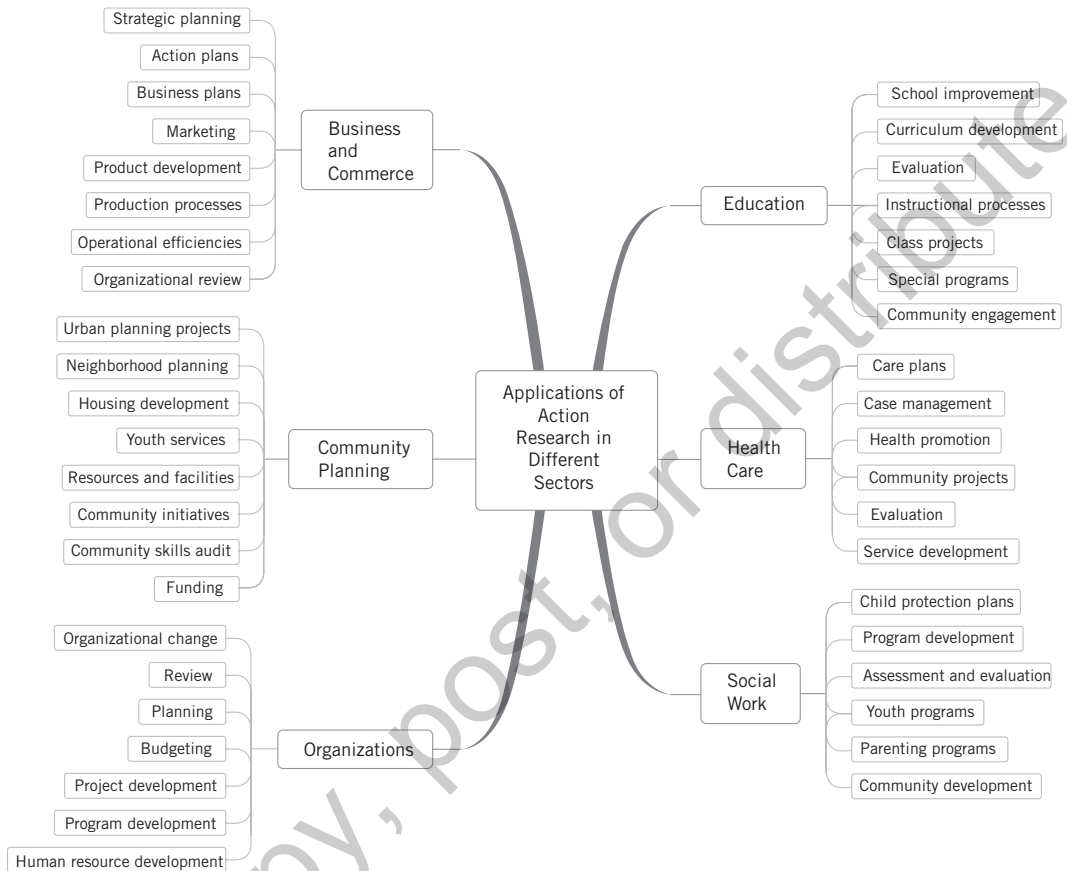 Applications of
Action
Research in
Different
Sectors
Business
and
Commerce
Strategic planning
Action plans
Business plans
Marketing
Product development
Production processes
Operational efficiencies
Organizational review
Community
Planning
Urban planning projects
Neighborhood planning
Housing development
Youth services
Resources and facilities
Community initiatives
Community skills audit
Funding
Organizations
Organizational change
Review
Planning
Budgeting
Project development
Program development
Human resource development
Education
School improvement
Curriculum development
Evaluation
Instructional processes
Class projects
Special programs
Community engagement
Health
Care
Care plans
Case management
Health promotion
Community projects
Evaluation
Service development
Social
Work
Child protection plans
Program development
Assessment and evaluation
Youth programs
Parenting programs
Community development
post, or distribute